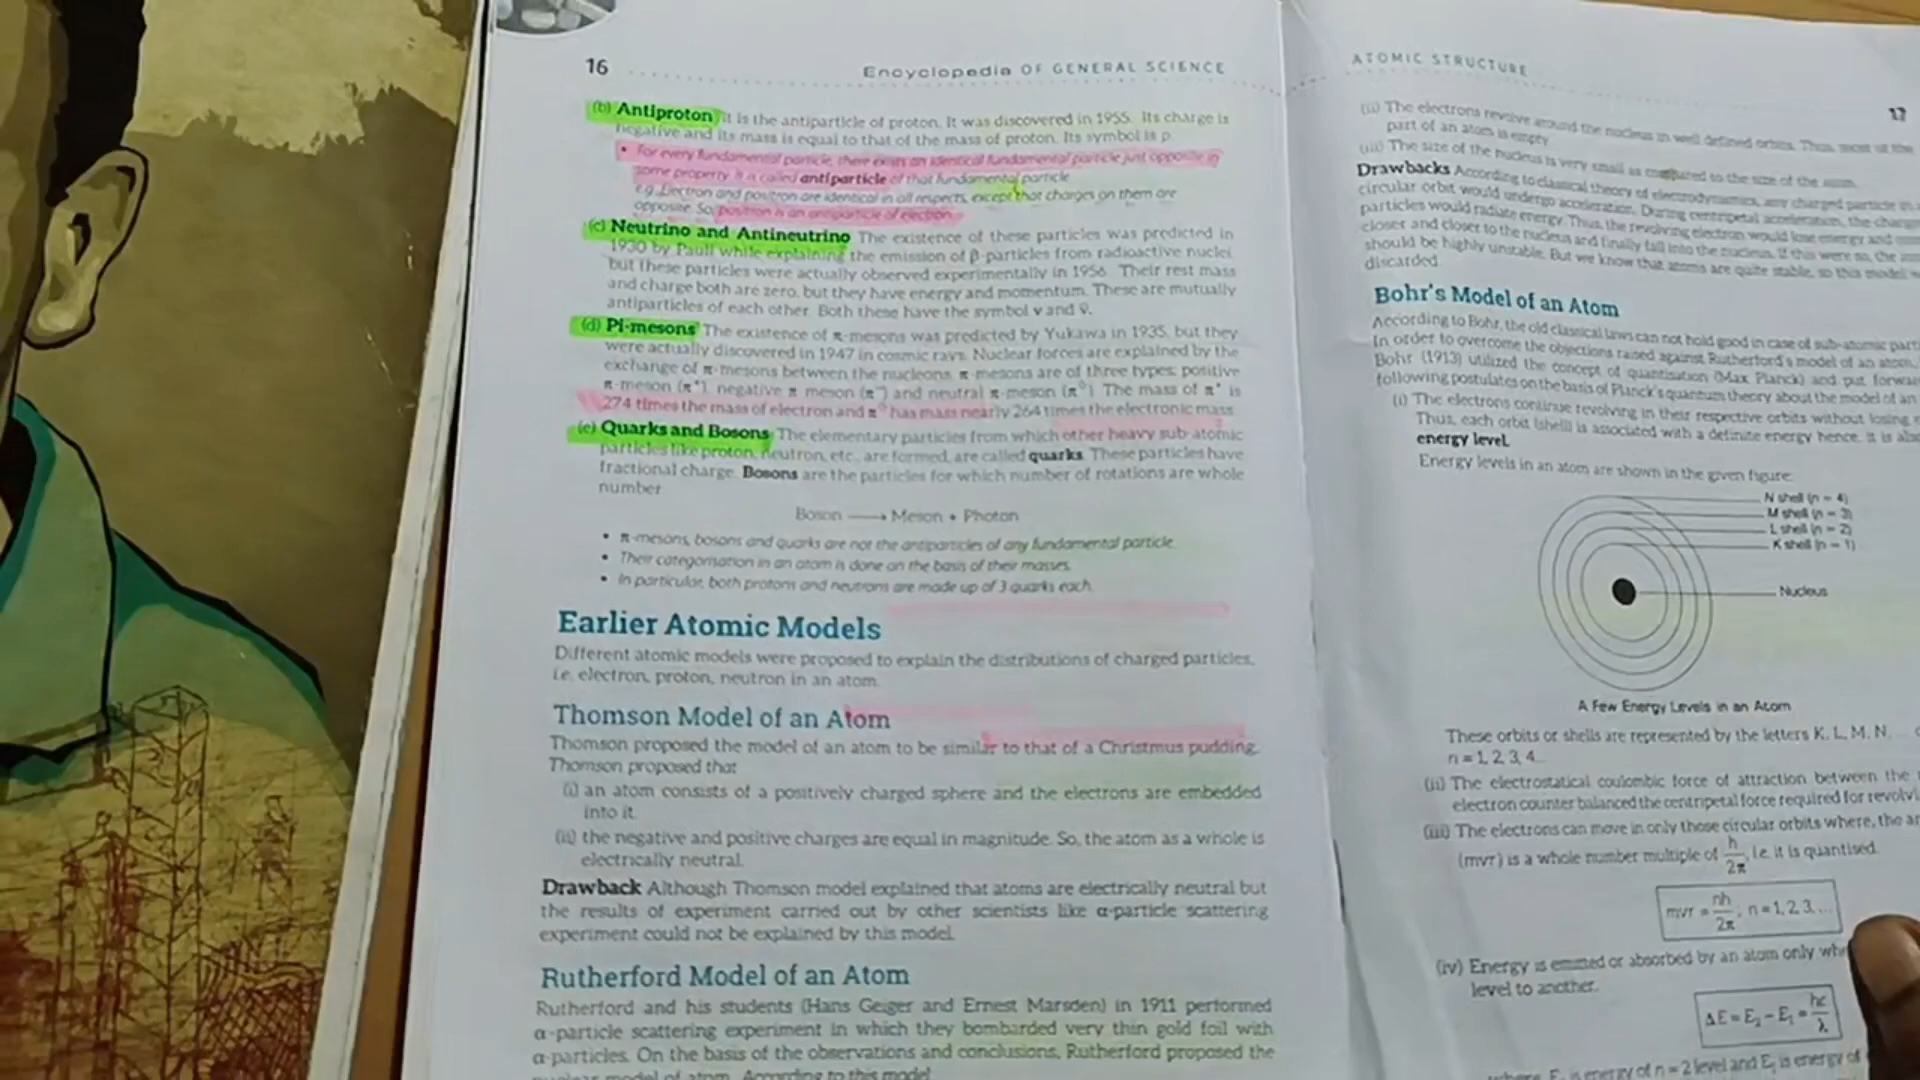 16
Encyclopedia OF GENERAL SCIENCE
(b) Antiproton It is the antiparticle of proton. It was discovered in 1955. Its charge is
negative and its mass is equal to that of the mass of proton. Its symbol is p
• For every fundamental particle, there exists an identical fundamental particle just opposite in
some property. It is called antiparticle of that fundamental particle
e.g. Electron and positron are identical in all respects, except that charges on them are
opposite. So, positron is an antiparticle of electron.
(c) Neutrino and Antineutrino The existence of these particles was predicted in
1930 by Pauli while explaining the emission of β-particles from radioactive nuclei
but these particles were actually observed experimentally in 1956. Their rest mass
and charge both are zero, but they have energy and momentum. These are mutually
antiparticles of each other. Both these have the symbol ν and ν̄.
(d) Pi-mesons The existence of π-mesons was predicted by Yukawa in 1935, but they
were actually discovered in 1947 in cosmic rays. Nuclear forces are explained by the
exchange of π-mesons between the nucleons. π-mesons are of three types: positive
π-meson (π⁺), negative π meson (π⁻) and neutral π-meson (π⁰). The mass of π⁺ is
274 times the mass of electron and π⁰ has mass nearly 264 times the electronic mass
(e) Quarks and Bosons The elementary particles from which other heavy sub-atomic
particles like proton, neutron, etc., are formed, are called quarks. These particles have
fractional charge. Bosons are the particles for which number of rotations are whole
number
Boson ⟶ Meson + Photon
• π-mesons, bosons and quarks are not the antiparticles of any fundamental particle.
• Their categorisation in an atom is done on the basis of their masses.
• In particular, both protons and neutrons are made up of 3 quarks each.
Earlier Atomic Models
Different atomic models were proposed to explain the distributions of charged particles,
i.e. electron, proton, neutron in an atom.
Thomson Model of an Atom
Thomson proposed the model of an atom to be similar to that of a Christmus pudding.
Thomson proposed that
(i) an atom consists of a positively charged sphere and the electrons are embedded
into it.
(ii) the negative and positive charges are equal in magnitude. So, the atom as a whole is
electrically neutral.
Drawback Although Thomson model explained that atoms are electrically neutral but
the results of experiment carried out by other scientists like α-particle scattering
experiment could not be explained by this model.
Rutherford Model of an Atom
Rutherford and his students (Hans Geiger and Ernest Marsden) in 1911 performed
α-particle scattering experiment in which they bombarded very thin gold foil with
α-particles. On the basis of the observations and conclusions, Rutherford proposed the
nuclear model of atom. According to this model
ATOMIC STRUCTURE
17
(ii) The electrons revolve around the nucleus in well defined orbits. Thus, most of the
part of an atom is empty.
(iii) The size of the nucleus is very small as compared to the size of the atom.
Drawbacks According to classical theory of electrodynamics, any charged particle in
circular orbit would undergo acceleration. During centripetal acceleration, the
particles would radiate energy. Thus, the revolving electron would lose energy and
closer and closer to the nucleus and finally fall into the nucleus. If this were so, the
should be highly unstable. But we know that atoms are quite stable, so this model
discarded.
Bohr's Model of an Atom
According to Bohr, the old classical laws can not hold good in case of sub-atomic
In order to overcome the objections raised against Rutherford's model of an atom,
Bohr (1913) utilized the concept of quantisation (Max Planck) and put
following postulates on the basis of Planck's quantum theory about the model of an
(i) The electrons continue revolving in their respective orbits without losing
Thus, each orbit (shell) is associated with a definite energy hence, it is
energy level.
Energy levels in an atom are shown in the given figure:
N shell (n = 4)
M shell (n = 3)
L shell (n = 2)
K shell (n = 1)
Nucleus
A Few Energy Levels in an Atom
These orbits or shells are represented by the letters K, L, M, N, ...
n = 1, 2, 3, 4...
(ii) The electrostatical coulombic force of attraction between the
electron counter balanced the centripetal force required for
(iii) The electrons can move in only those circular orbits where, the
(mvr) is a whole number multiple of h/2π, i.e. it is quantised.
mvr = nh/2π ; n = 1, 2, 3, ...
(iv) Energy is emitted or absorbed by an atom only
level to another.
ΔE = E₂ – E₁ = hc/λ
is energy of n = 2 level and E₁ is energy of